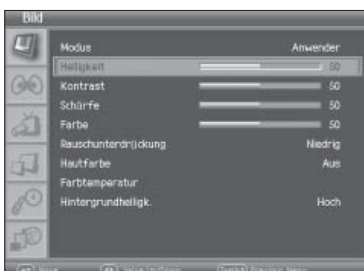 Bild
Modus Anwender
Helligkeit 50
Kontrast 50
Schärfe 50
Farbe 50
Rauschunterdrückung Niedrig
Hautfarbe Aus
Farbtemperatur
Hintergrundhelligk. Hoch